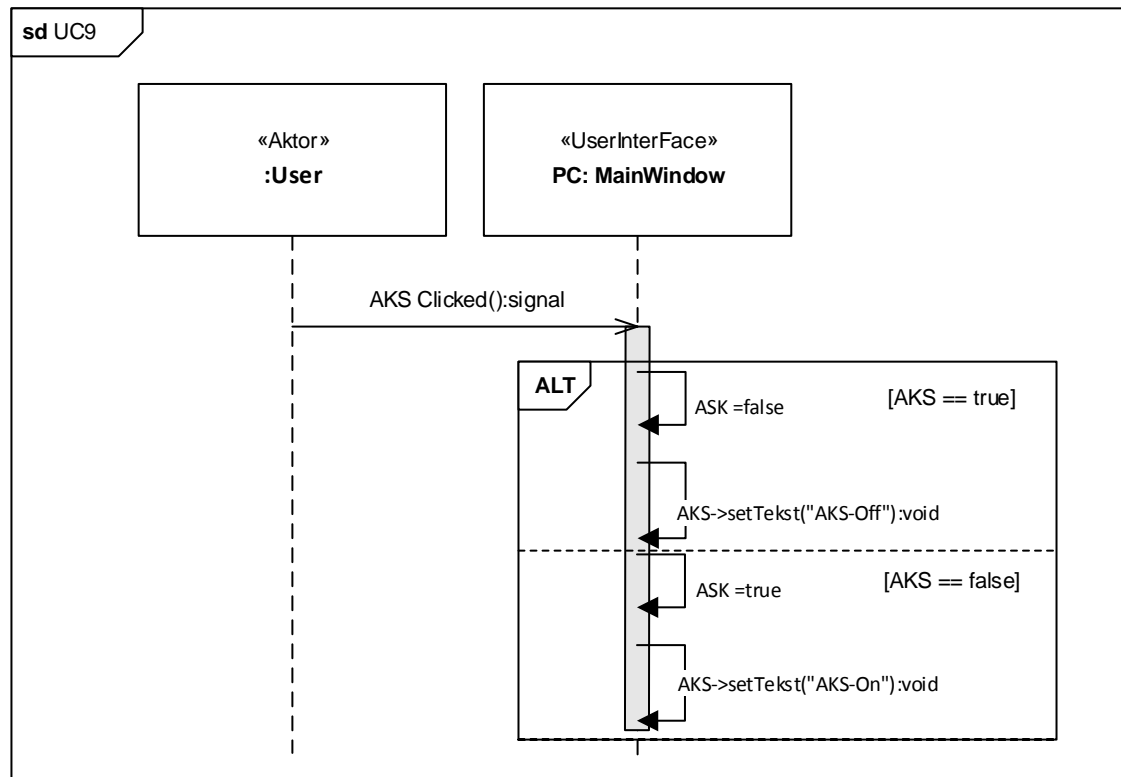 sd UC9
«Aktor»
:User
«UserInterFace»
PC: MainWindow
AKS Clicked():signal
ALT
ASK =false
[AKS == true]
AKS->setTekst("AKS-Off"):void
ASK =true
[AKS == false]
AKS->setTekst("AKS-On"):void